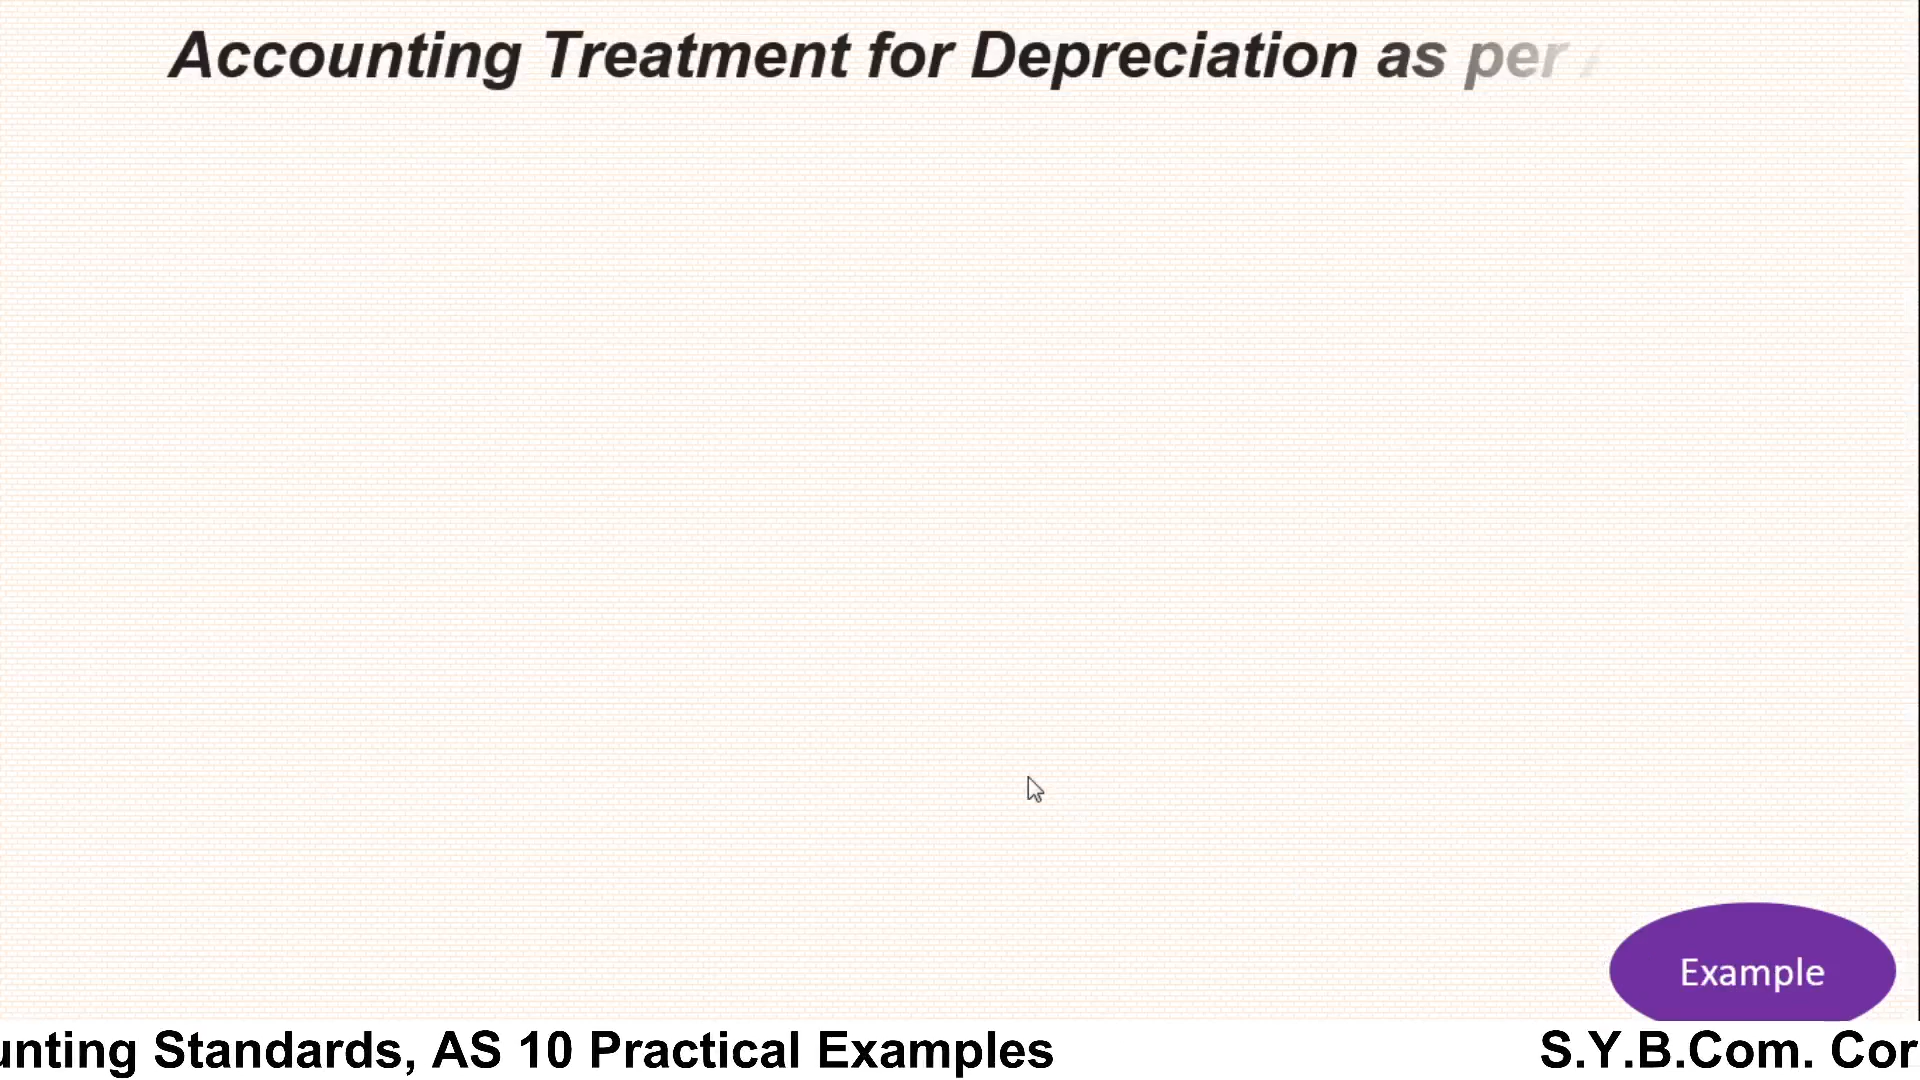 Accounting Treatment for Depreciation as per
Example
unting Standards, AS 10 Practical Examples
S.Y.B.Com. Cor